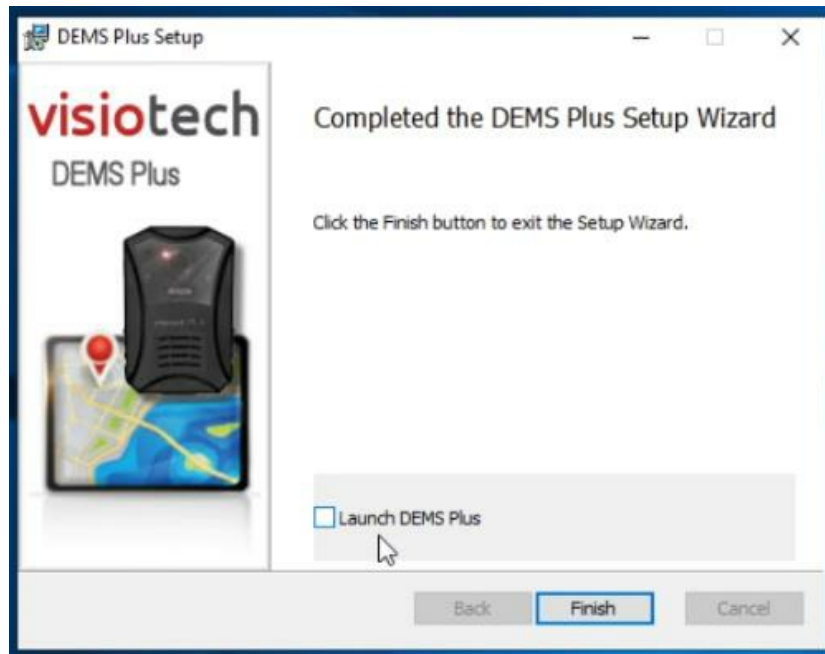 DEMS Plus Setup
visiotech
DEMS Plus
Completed the DEMS Plus Setup Wizard
Click the Finish button to exit the Setup Wizard.
Launch DEMS Plus
Back
Finish
Cancel